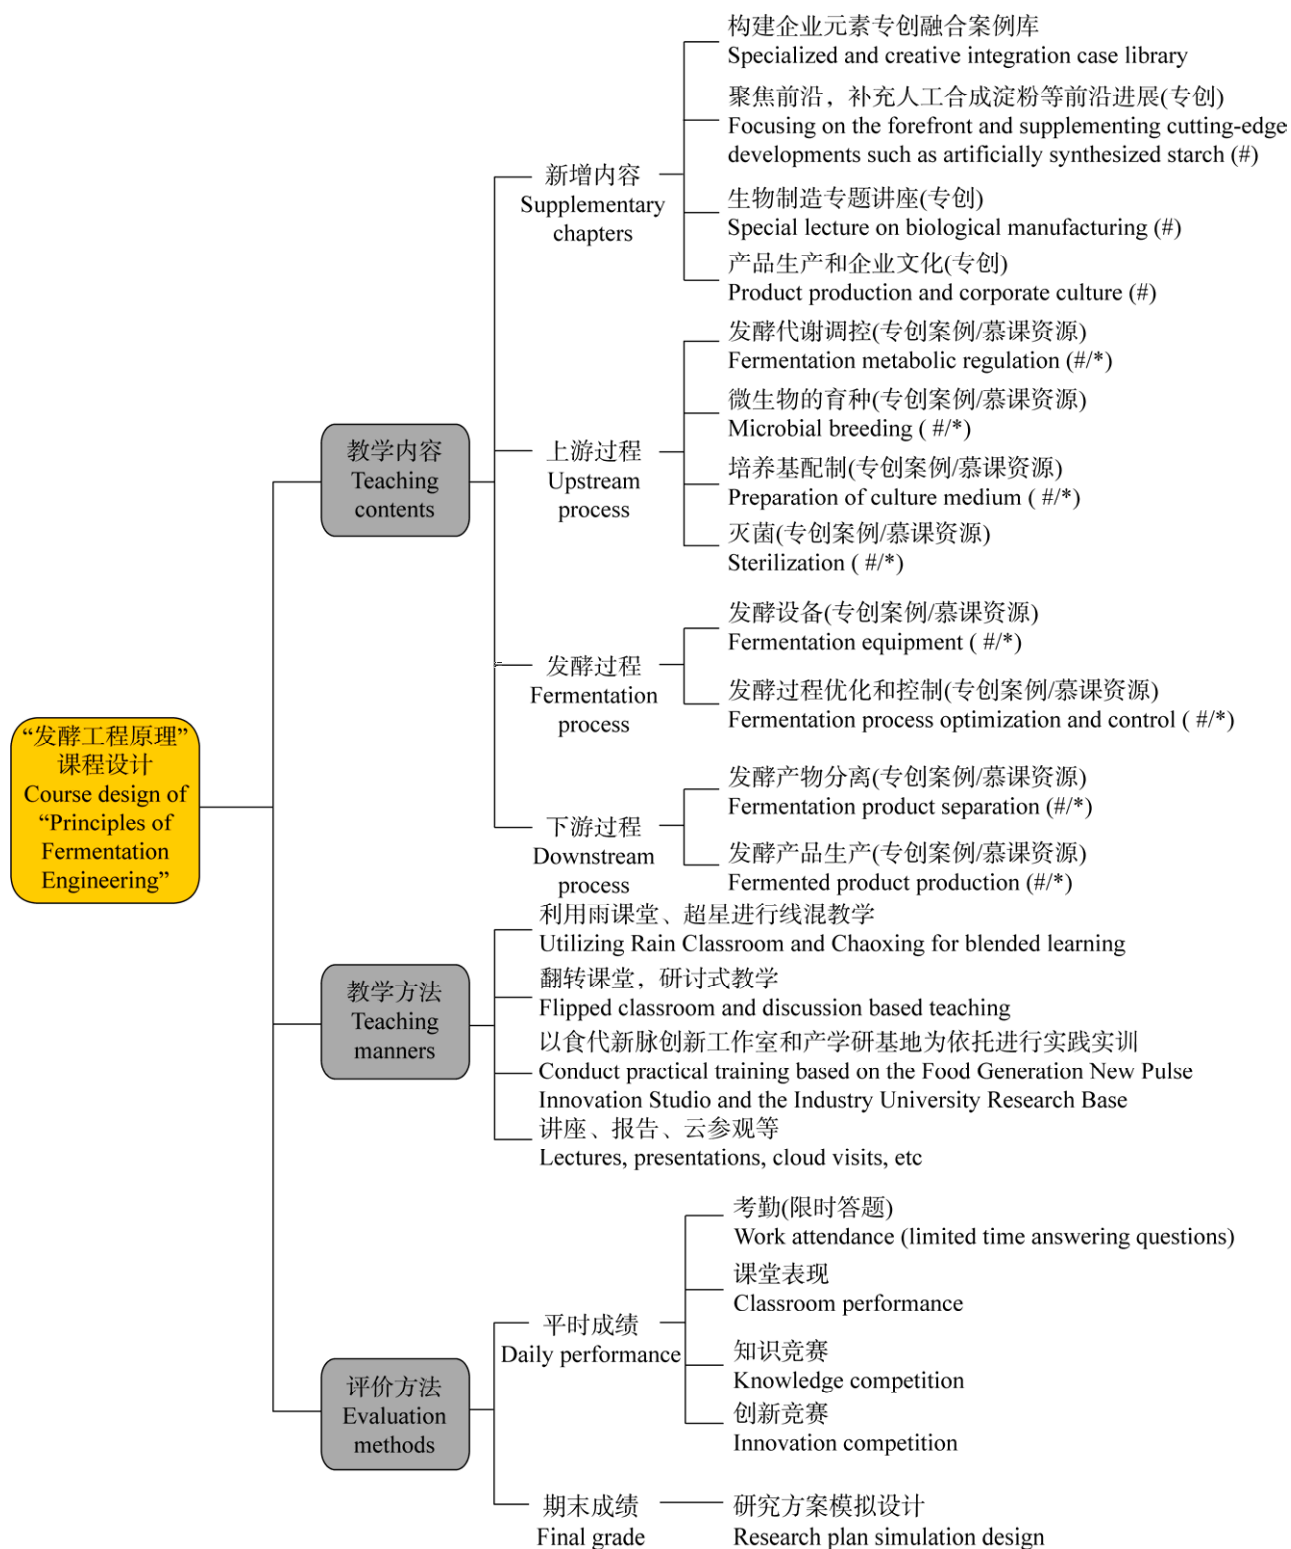 构建企业元素专创融合案例库
Specialized and creative integration case library
聚焦前沿，补充人工合成淀粉等前沿进展(专创)
Focusing on the forefront and supplementing cutting-edge
developments such as artificially synthesized starch (#)
新增内容
Supplementary
chapters
生物制造专题讲座(专创)
Special lecture on biological manufacturing (#)
产品生产和企业文化(专创)
Product production and corporate culture (#)
发酵代谢调控(专创案例/慕课资源)
Fermentation metabolic regulation (#/*)
微生物的育种(专创案例/慕课资源)
Microbial breeding ( #/*)
教学内容
Teaching
contents
上游过程
Upstream
process
培养基配制(专创案例/慕课资源)
Preparation of culture medium ( #/*)
灭菌(专创案例/慕课资源)
Sterilization ( #/*)
发酵设备(专创案例/慕课资源)
Fermentation equipment ( #/*)
发酵过程
Fermentation
process
发酵过程优化和控制(专创案例/慕课资源)
Fermentation process optimization and control ( #/*)
“发酵工程原理”
课程设计
Course design of
“Principles of
Fermentation
Engineering”
发酵产物分离(专创案例/慕课资源)
Fermentation product separation (#/*)
下游过程
Downstream
process
发酵产品生产(专创案例/慕课资源)
Fermented product production (#/*)
利用雨课堂、超星进行线混教学
Utilizing Rain Classroom and Chaoxing for blended learning
教学方法
Teaching
manners
翻转课堂，研讨式教学
Flipped classroom and discussion based teaching
以食代新脉创新工作室和产学研基地为依托进行实践实训
Conduct practical training based on the Food Generation New Pulse
Innovation Studio and the Industry University Research Base
讲座、报告、云参观等
Lectures, presentations, cloud visits, etc
考勤(限时答题)
Work attendance (limited time answering questions)
课堂表现
Classroom performance
平时成绩
Daily performance
知识竞赛
Knowledge competition
评价方法
Evaluation
methods
创新竞赛
Innovation competition
期末成绩
Final grade
研究方案模拟设计
Research plan simulation design